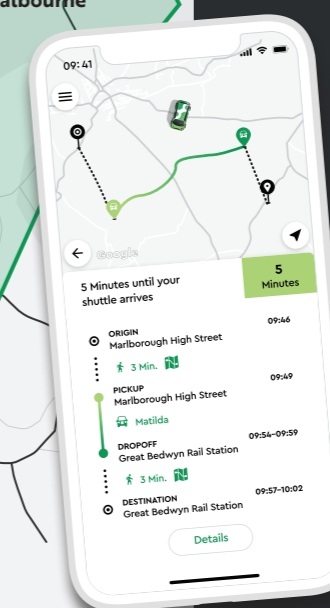 09:41
Google
5 Minutes until your
shuttle arrives
5
Minutes
ORIGIN
09:46
Marlborough High Street
3 Min.
PICKUP
09:49
Marlborough High Street
Matilda
DROPOFF
09:54-09:59
Great Bedwyn Rail Station
3 Min.
DESTINATION
09:57-10:02
Great Bedwyn Rail Station
Details